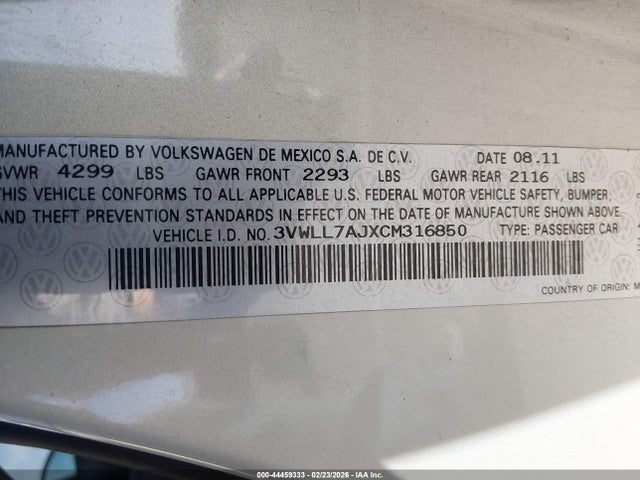 MANUFACTURED BY VOLKSWAGEN DE MEXICO S.A. DE C.V. DATE 08.11
GVWR 4299 LBS GAWR FRONT 2293 LBS GAWR REAR 2116 LBS
THIS VEHICLE CONFORMS TO ALL APPLICABLE U.S. FEDERAL MOTOR VEHICLE SAFETY, BUMPER,
AND THEFT PREVENTION STANDARDS IN EFFECT ON THE DATE OF MANUFACTURE SHOWN ABOVE.
VEHICLE I.D. NO. 3VWLL7AJXCM316850 TYPE: PASSENGER CAR
COUNTRY OF ORIGIN: M
000-44459333 - 02/23/2026 - IAA Inc.